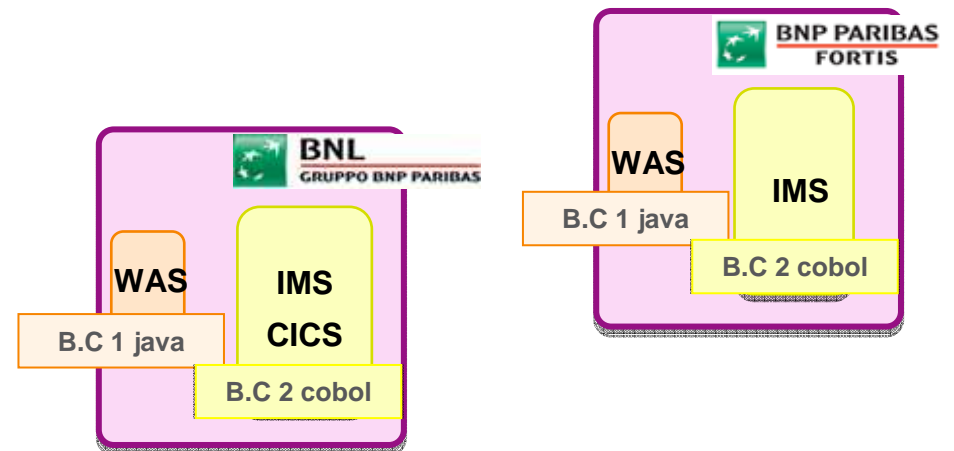 BNP PARIBAS
FORTIS
WAS
IMS
B.C 1 java
B.C 2 cobol
BNL
GRUPPO BNP PARIBAS
WAS
IMS
CICS
B.C 1 java
B.C 2 cobol